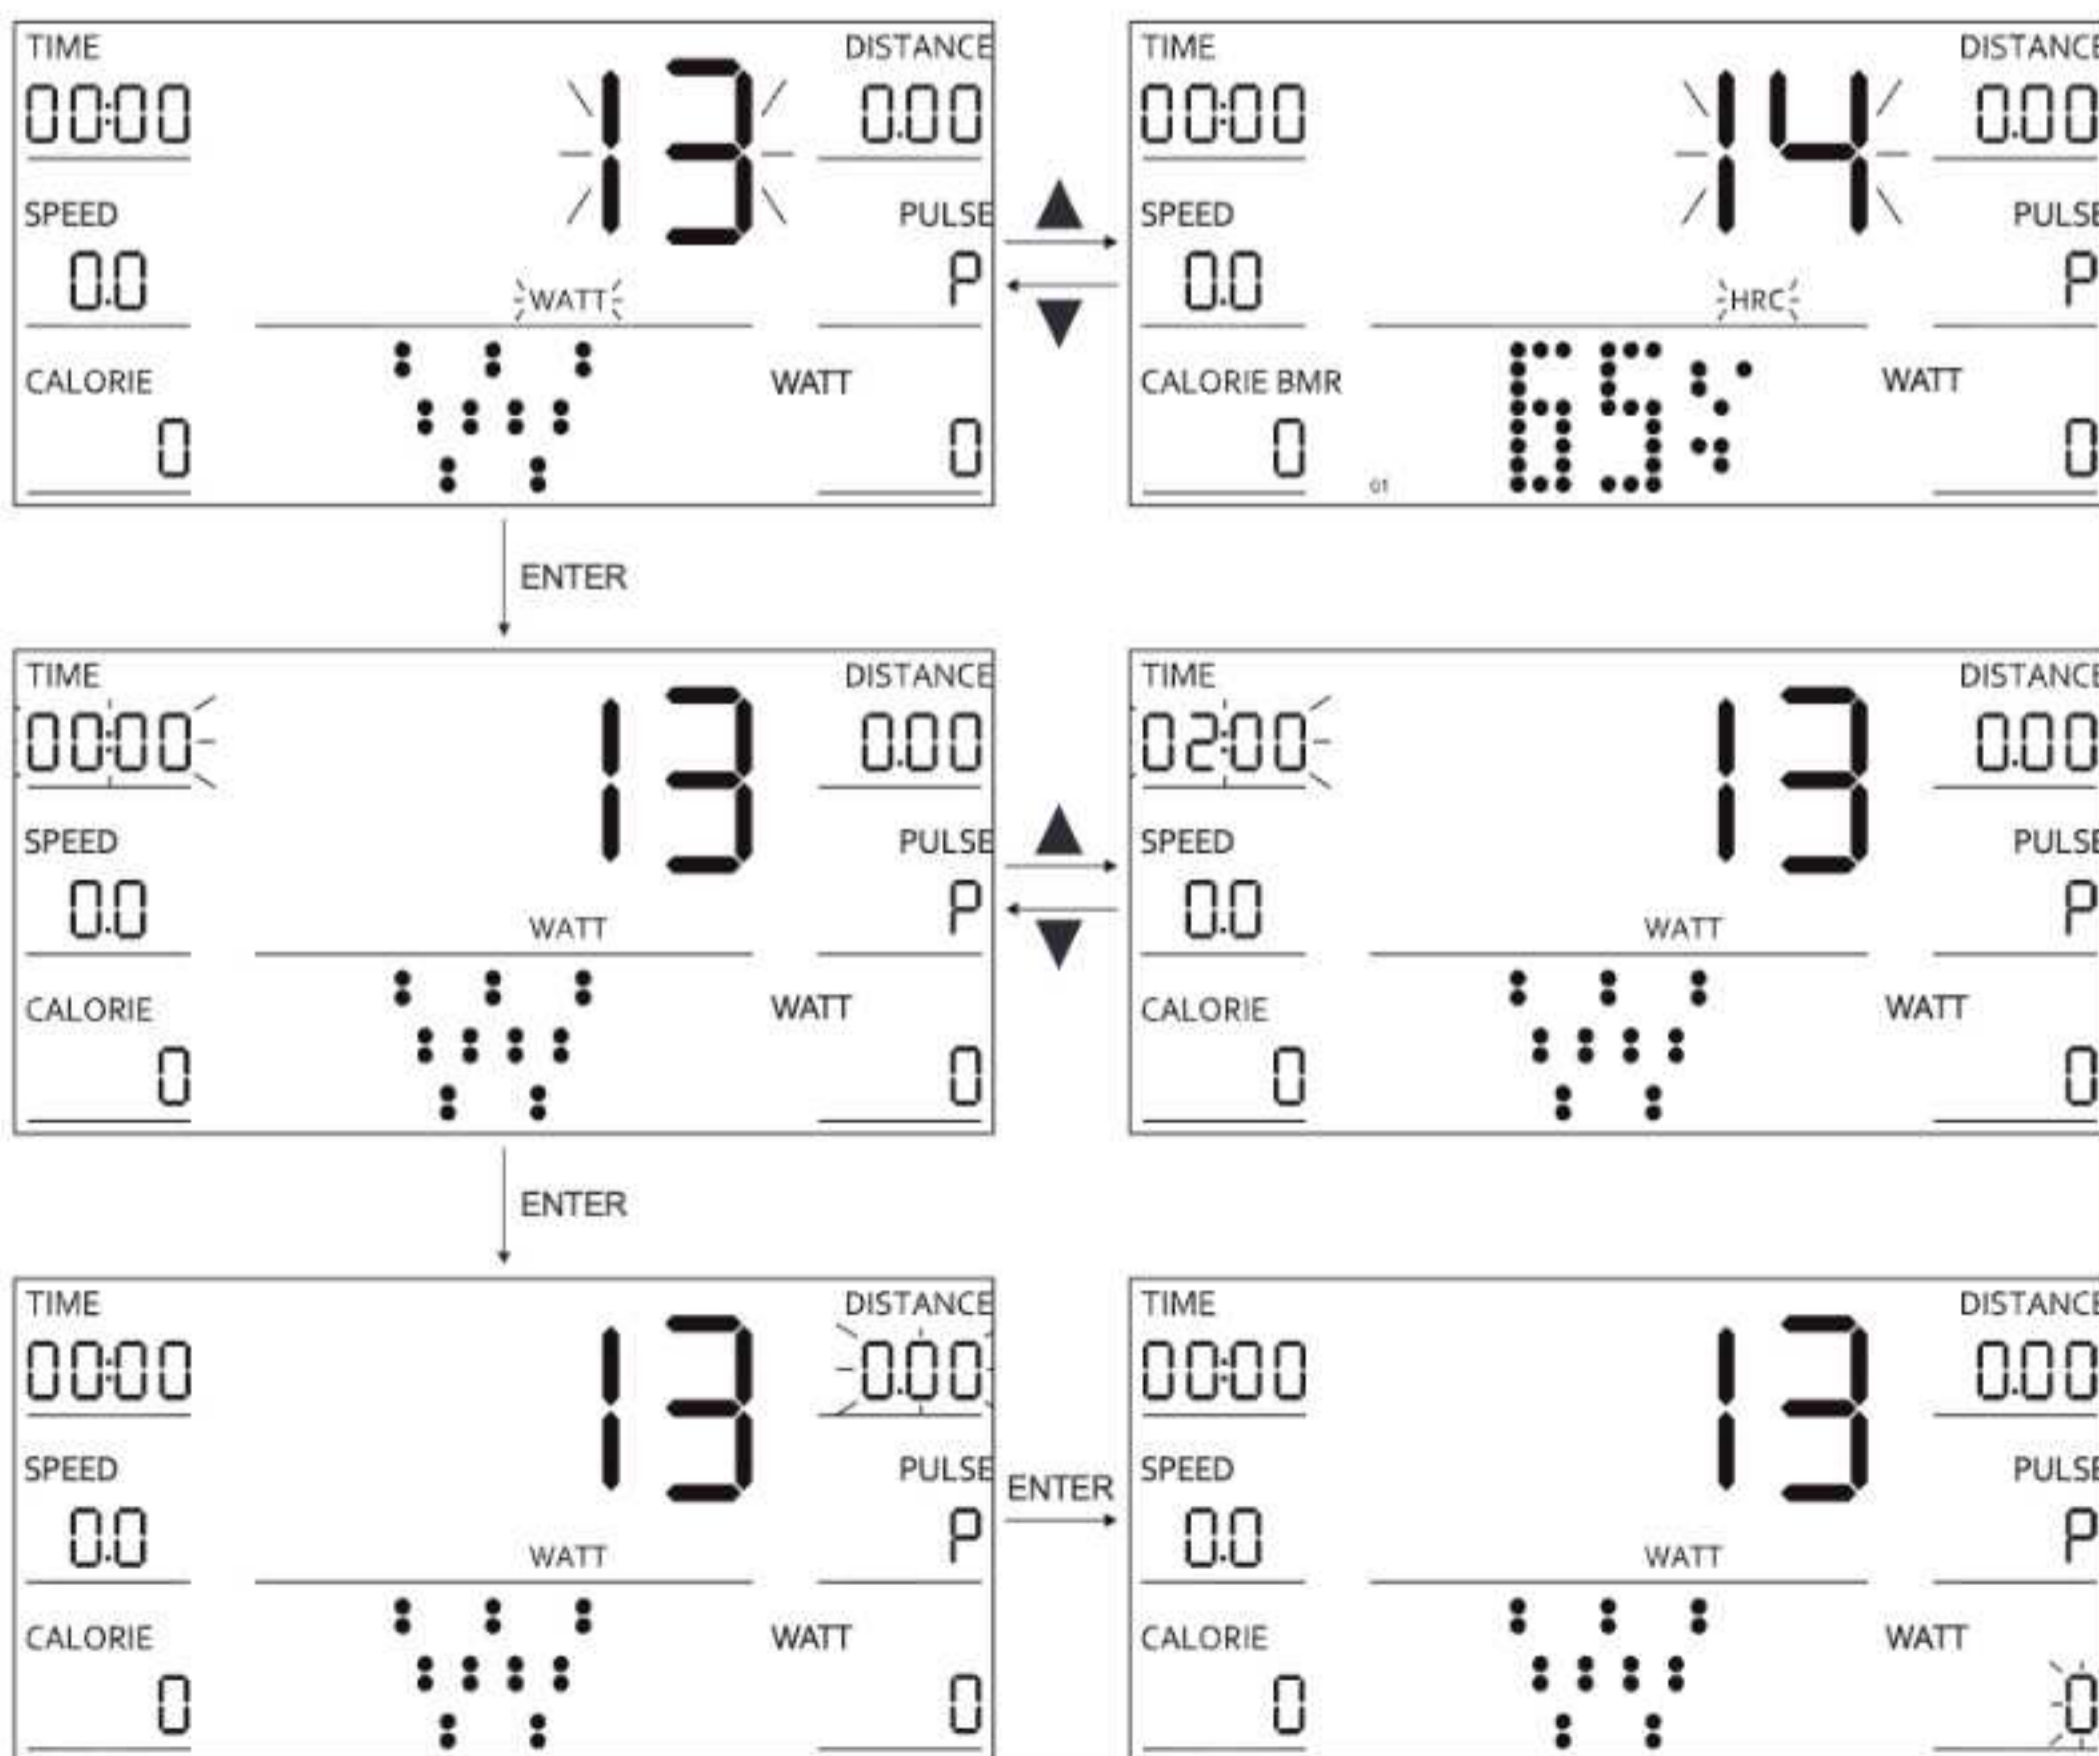 TIME 13 DISTANCE
00:00 0.00
SPEED PULSE
0.0 WATT P
CALORIE W WATT
0 0
▲
▼
TIME 14 DISTANCE
00:00 0.00
SPEED PULSE
0.0 HRC P
CALORIE BMR 65% WATT
0 01 0
ENTER
TIME 13 DISTANCE
00:00 0.00
SPEED PULSE
0.0 WATT P
CALORIE W WATT
0 0
▲
▼
TIME 13 DISTANCE
02:00 0.00
SPEED PULSE
0.0 WATT P
CALORIE W WATT
0 0
ENTER
TIME 13 DISTANCE
00:00 0.00
SPEED PULSE
0.0 WATT P
CALORIE W WATT
0 0
ENTER
TIME 13 DISTANCE
00:00 0.00
SPEED PULSE
0.0 WATT P
CALORIE W WATT
0 0